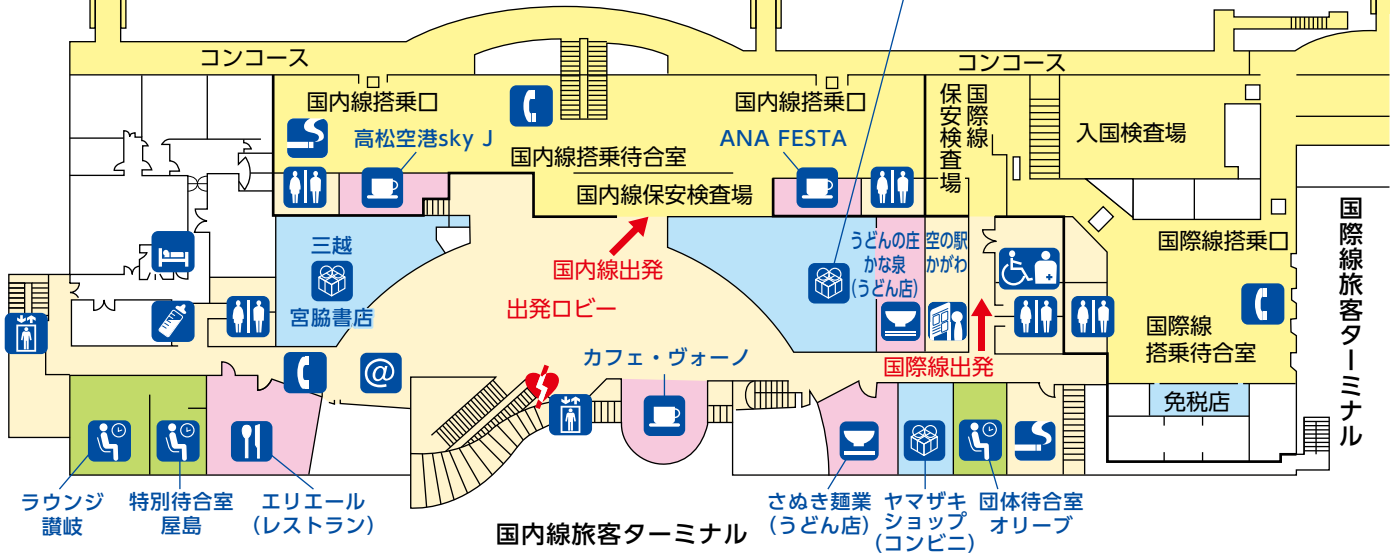 コンコース
コンコース
国内線搭乗口
国内線搭乗口
国際線
保安検査場
入国検査場
高松空港sky J
ANA FESTA
国内線搭乗待合室
国内線保安検査場
国際線旅客ターミナル
三越
宮脇書店
国内線出発
出発ロビー
うどんの庄
かな泉
(うどん店)
空の駅
かがわ
国際線搭乗口
国際線
搭乗待合室
国際線出発
カフェ・ヴォーノ
@
免税店
ラウンジ
讃岐
特別待合室
屋島
エリエール
(レストラン)
国内線旅客ターミナル
さぬき麺業
(うどん店)
ヤマザキ
ショップ
(コンビニ)
団体待合室
オリーブ